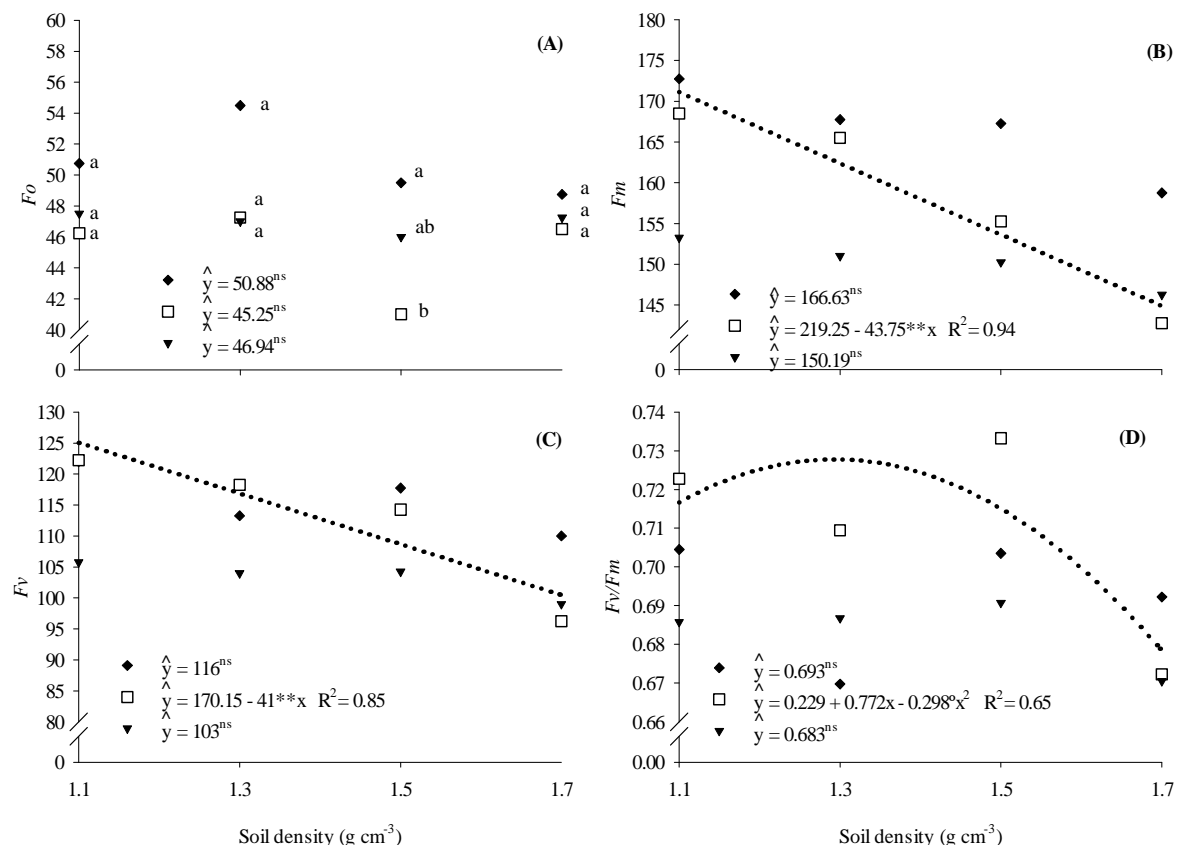 60
58
56
54
52
50
48
46
44
42
40
0
Fo
(A)
a
a
a
a
a
a
a
ab
b
a
a
a
ŷ = 50.88ns
ŷ = 45.25ns
ŷ = 46.94ns
175
170
165
160
155
150
145
0
Fm
(B)
ŷ = 166.63ns
ŷ = 219.25 - 43.75**x R² = 0.94
ŷ = 150.19ns
130
125
120
115
110
105
100
95
90
85
80
0
Fv
(C)
ŷ = 116ns
ŷ = 170.15 - 41**x R² = 0.85
ŷ = 103ns
1.1 1.3 1.5 1.7
Soil density (g cm⁻³)
0.74
0.73
0.72
0.71
0.70
0.69
0.68
0.67
0.66
0.00
Fv/Fm
(D)
ŷ = 0.693ns
ŷ = 0.229 + 0.772x - 0.298ºx² R² = 0.65
ŷ = 0.683ns
1.1 1.3 1.5 1.7
Soil density (g cm⁻³)